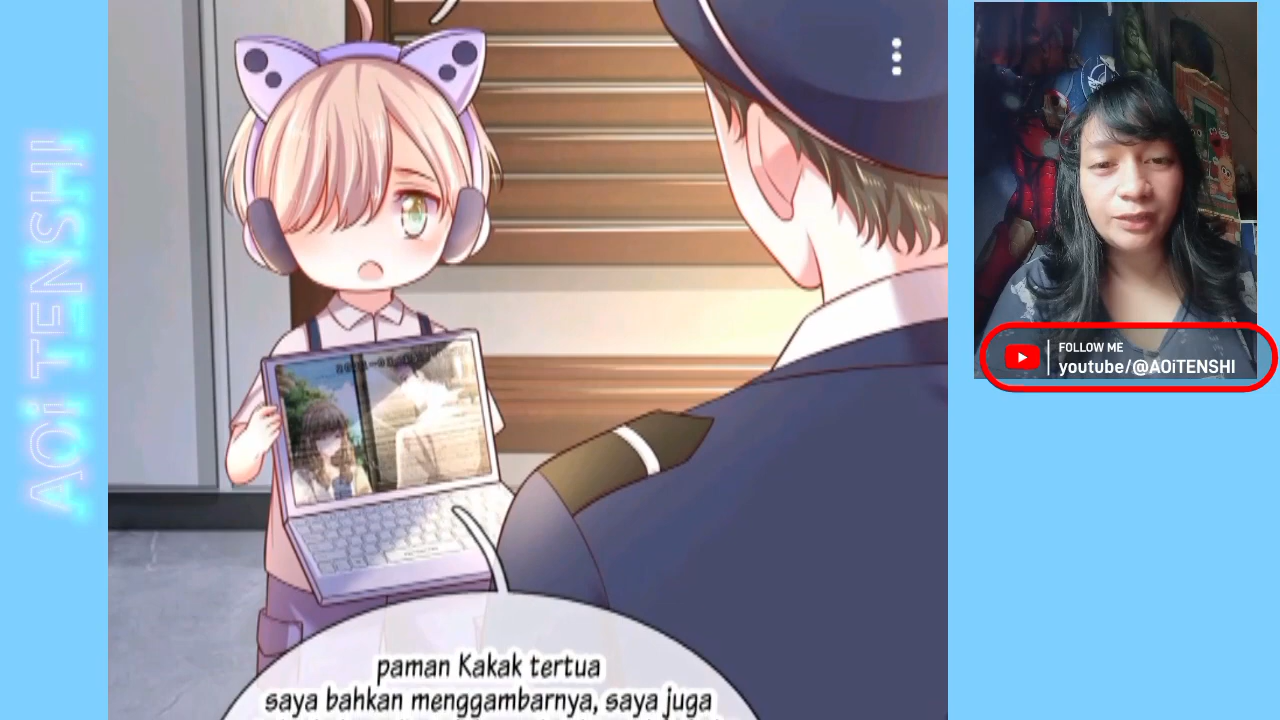 AOi TENSHI
FOLLOW ME
youtube/@AOiTENSHI
paman Kakak tertua
saya bahkan menggambarnya, saya juga